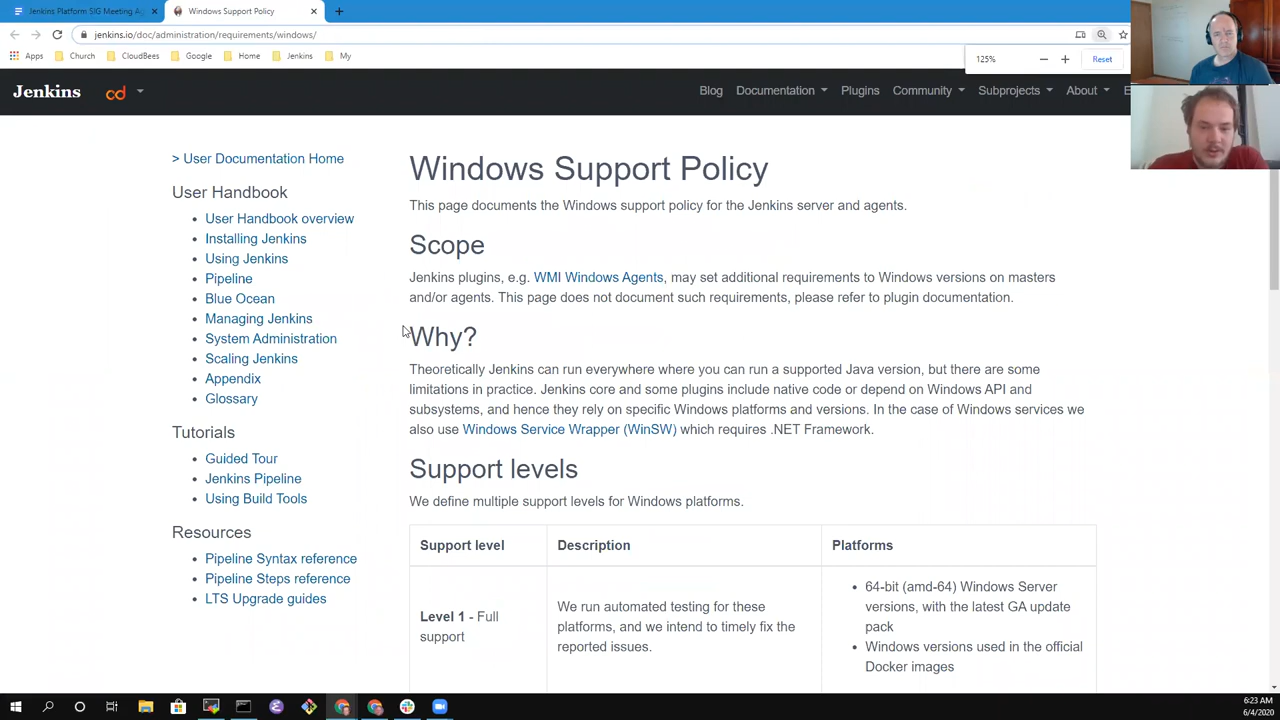 Jenkins Platform SIG Meeting Ag
Windows Support Policy
jenkins.io/doc/administration/requirements/windows/
Apps
Church
CloudBees
Google
Home
Jenkins
My
125%
Reset
Jenkins
cd
Blog
Documentation
Plugins
Community
Subprojects
About
> User Documentation Home
User Handbook
User Handbook overview
Installing Jenkins
Using Jenkins
Pipeline
Blue Ocean
Managing Jenkins
System Administration
Scaling Jenkins
Appendix
Glossary
Tutorials
Guided Tour
Jenkins Pipeline
Using Build Tools
Resources
Pipeline Syntax reference
Pipeline Steps reference
LTS Upgrade guides
Windows Support Policy
This page documents the Windows support policy for the Jenkins server and agents.
Scope
Jenkins plugins, e.g. WMI Windows Agents, may set additional requirements to Windows versions on masters
and/or agents. This page does not document such requirements, please refer to plugin documentation.
Why?
Theoretically Jenkins can run everywhere where you can run a supported Java version, but there are some
limitations in practice. Jenkins core and some plugins include native code or depend on Windows API and
subsystems, and hence they rely on specific Windows platforms and versions. In the case of Windows services we
also use Windows Service Wrapper (WinSW) which requires .NET Framework.
Support levels
We define multiple support levels for Windows platforms.
Support level
Description
Platforms
Level 1 - Full
support
We run automated testing for these
platforms, and we intend to timely fix the
reported issues.
64-bit (amd-64) Windows Server
versions, with the latest GA update
pack
Windows versions used in the official
Docker images
6:23 AM
6/4/2020